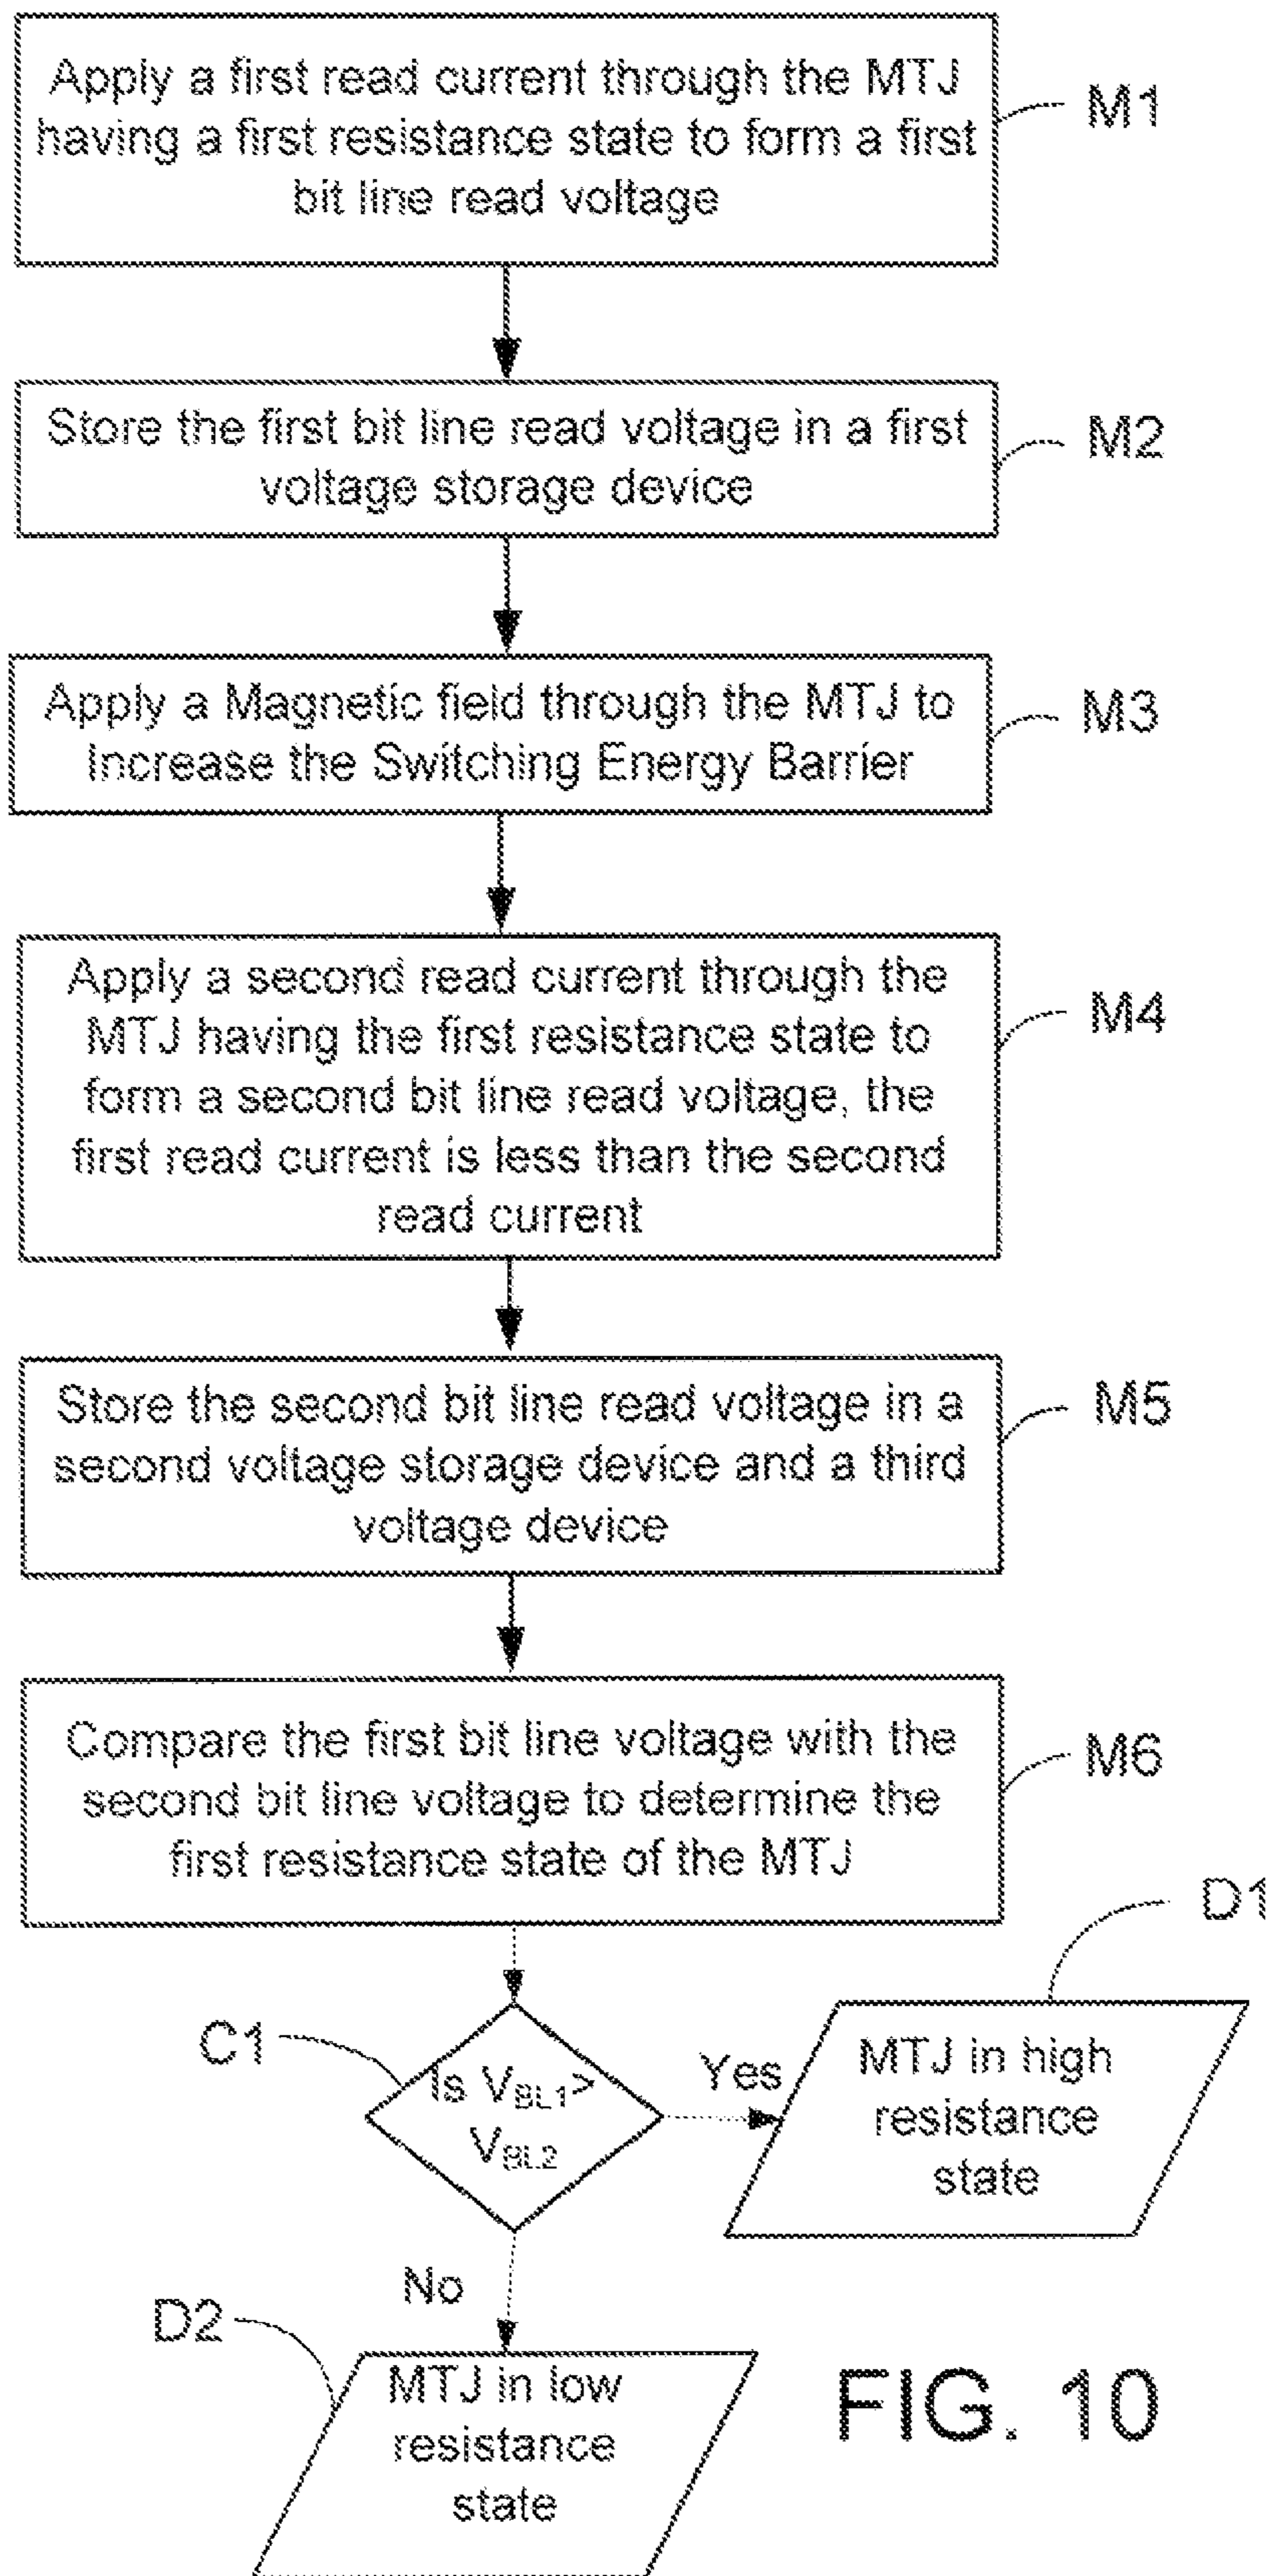 Apply a first read current through the MTJ
having a first resistance state to form a first
bit line read voltage
M1
Store the first bit line read voltage in a first
voltage storage device
M2
Apply a Magnetic field through the MTJ to
Increase the Switching Energy Barrier
M3
Apply a second read current through the
MTJ having the first resistance state to
form a second bit line read voltage, the
first read current is less than the second
read current
M4
Store the second bit line read voltage in a
second voltage storage device and a third
voltage device
M5
Compare the first bit line voltage with the
second bit line voltage to determine the
first resistance state of the MTJ
M6
D1
C1
Is VBL1>
VBL2
Yes
MTJ in high
resistance
state
No
D2
MTJ in low
resistance
state
FIG. 10